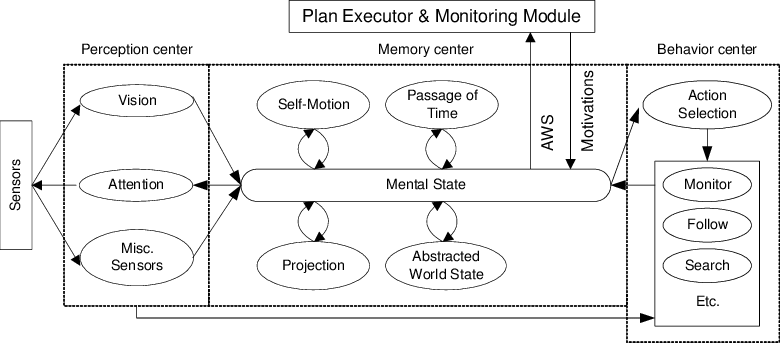 Plan Executor & Monitoring Module
Perception center
Memory center
Behavior center
Sensors
Vision
Attention
Misc.
Sensors
Self-Motion
Passage of
Time
AWS
Motivations
Mental State
Projection
Abstracted
World State
Action
Selection
Monitor
Follow
Search
Etc.